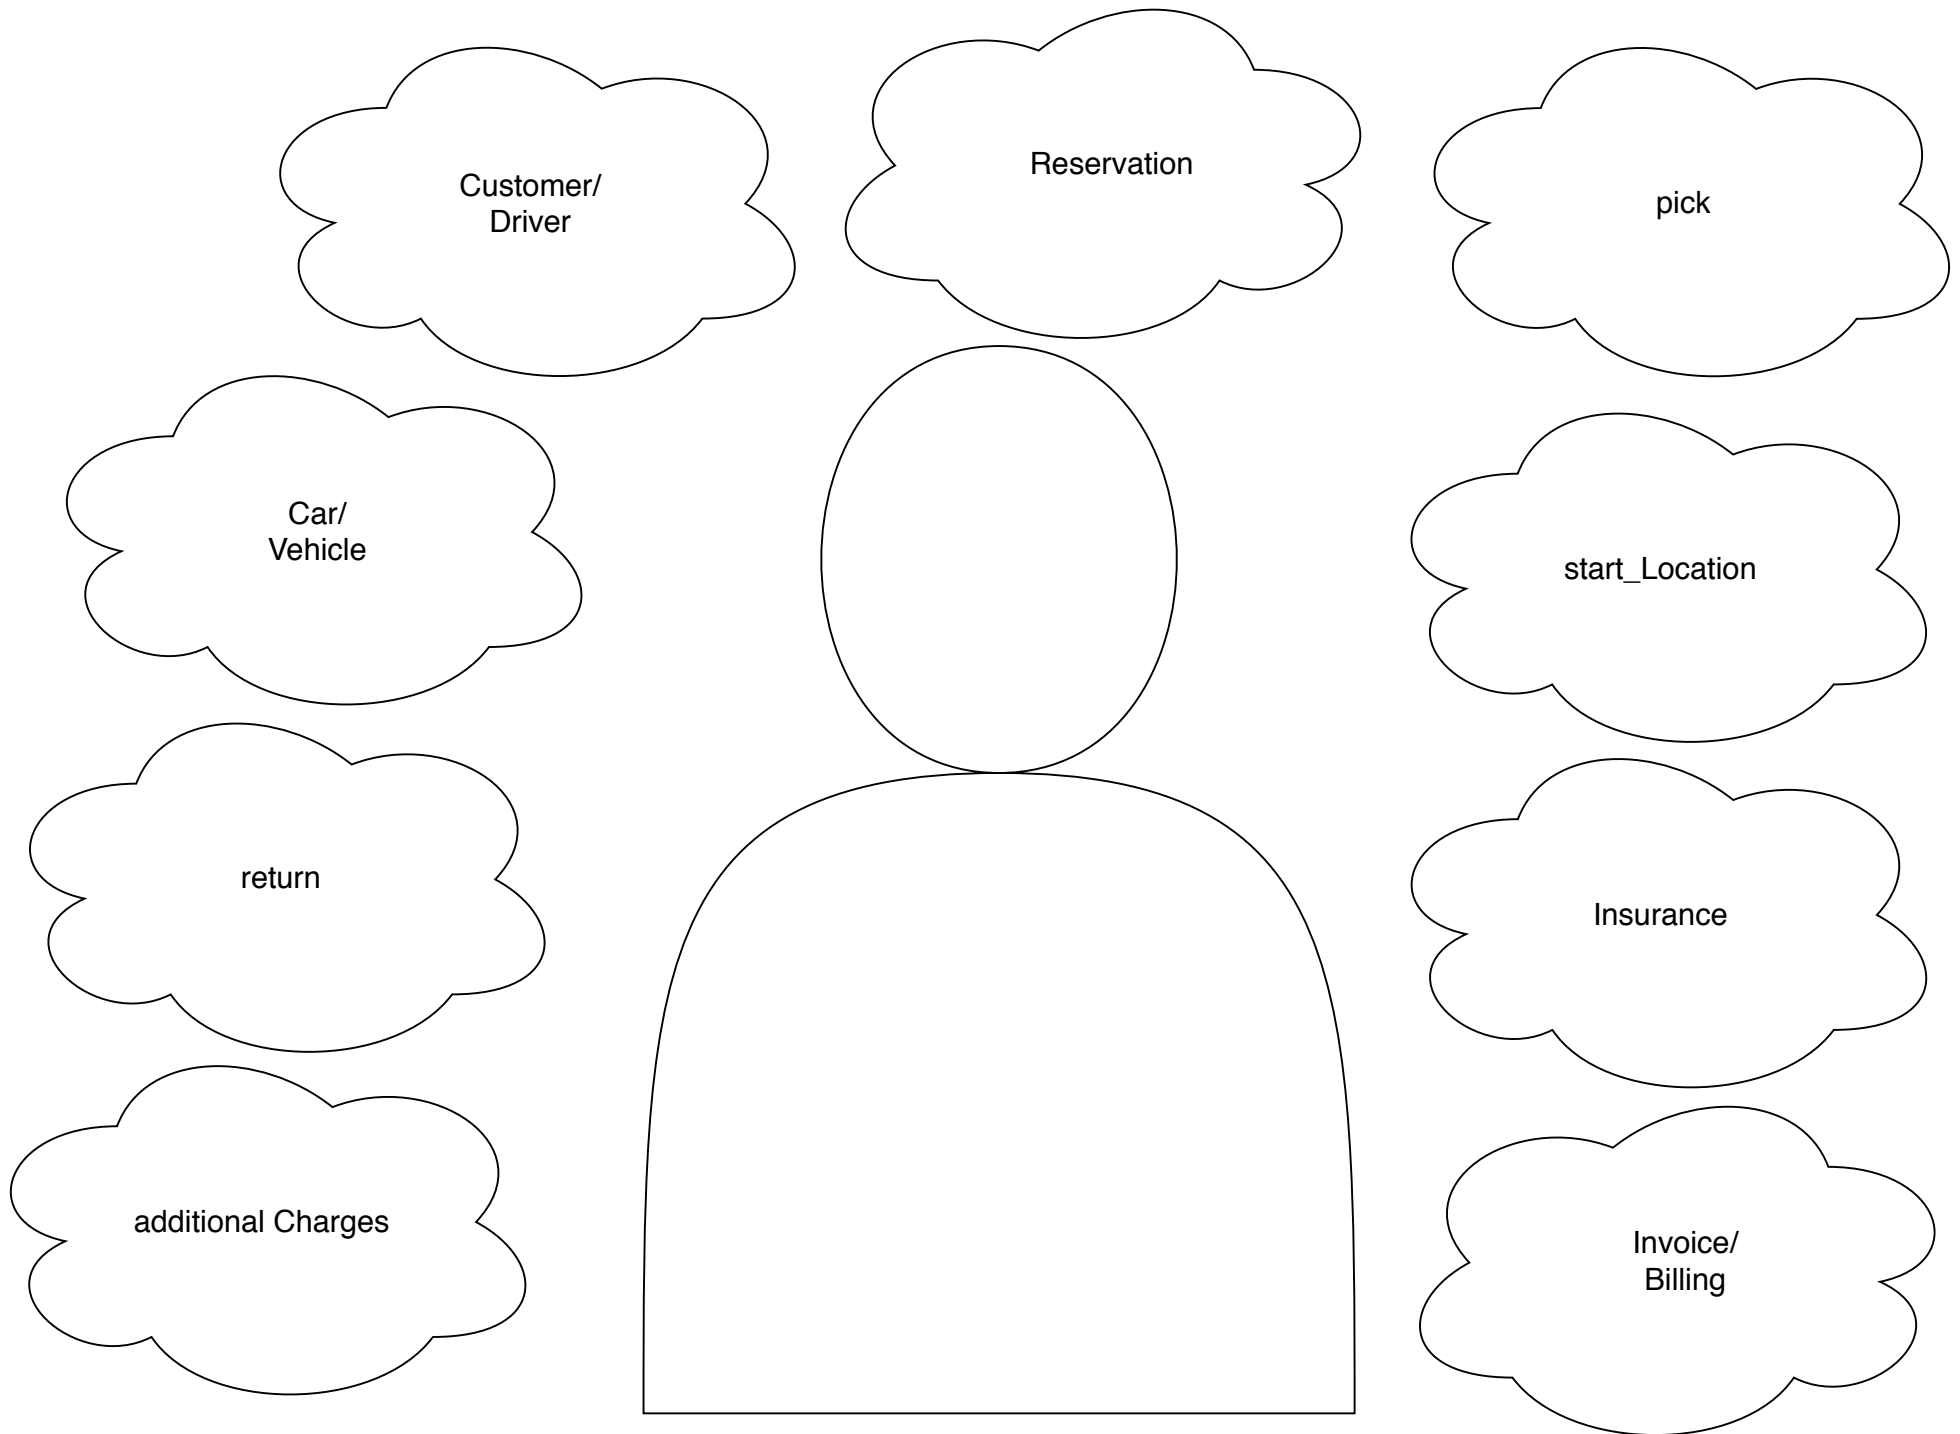 Customer/
Driver
Reservation
pick
Car/
Vehicle
start_Location
return
Insurance
additional Charges
Invoice/
Billing